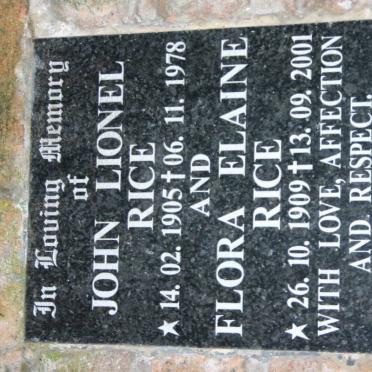 In Loving Memory
of
JOHN LIONEL
RICE
★14. 02. 1905✝06. 11. 1978
AND
FLORA ELAINE
RICE
★26. 10. 1909✝13. 09. 2001
WITH LOVE, AFFECTION
AND RESPECT.